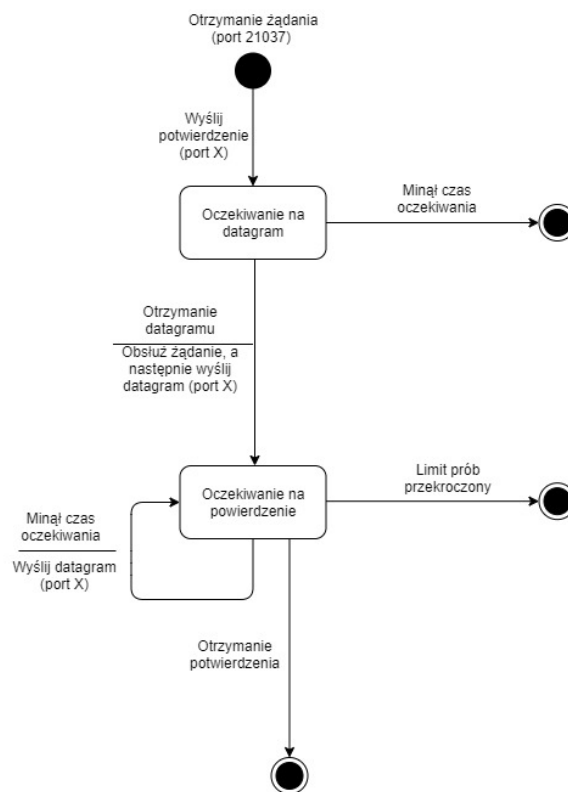 Otrzymanie żądania
(port 21037)
Wyślij
potwierdzenie
(port X)
Oczekiwanie na
datagram
Minął czas
oczekiwania
Otrzymanie
datagramu
Obsłuż żądanie, a
następnie wyślij
datagram (port X)
Oczekiwanie na
powierdzenie
Limit prób
przekroczony
Minął czas
oczekiwania
Wyślij datagram
(port X)
Otrzymanie
potwierdzenia